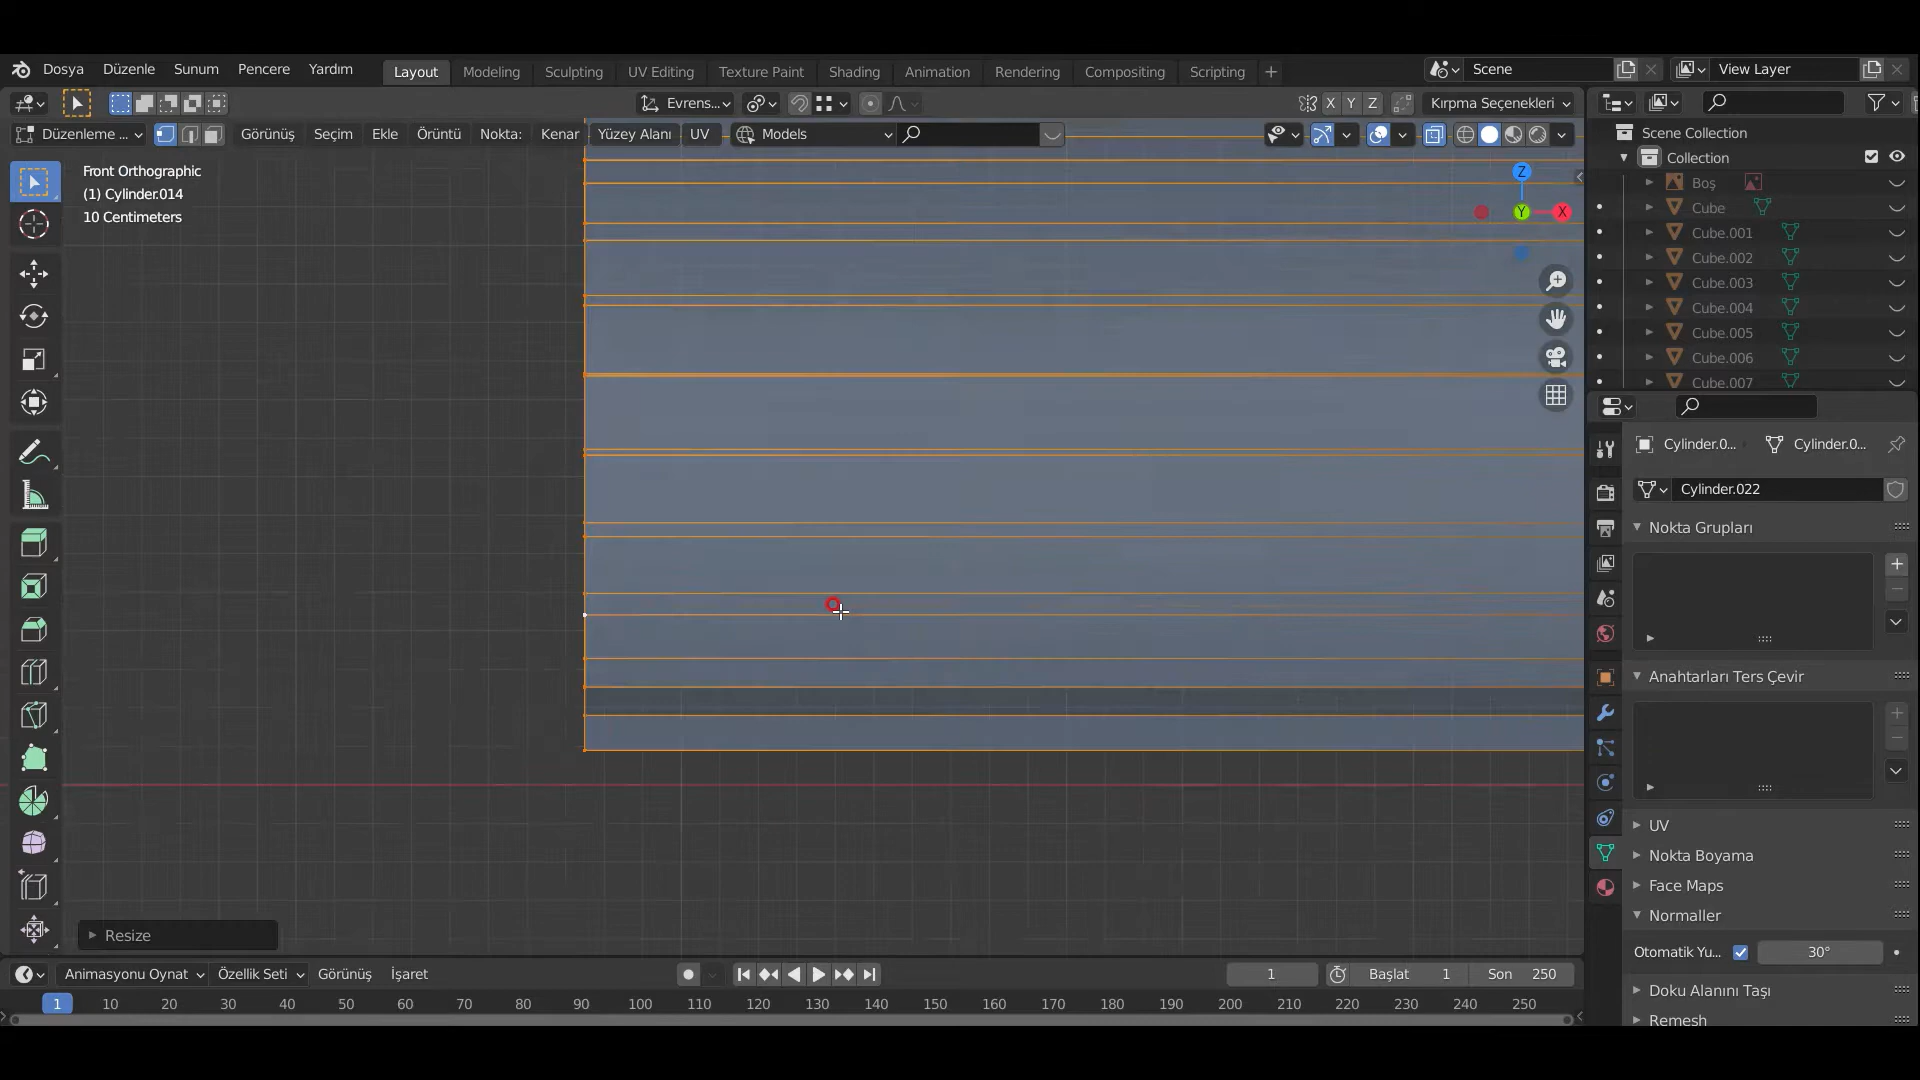 Dosya Düzenle Sunum Pencere Yardım Layout Modeling Sculpting UV Editing Texture Paint Shading Animation Rendering Compositing Scripting + Scene View Layer
Evrens... X Y Z Kırpma Seçenekleri
Düzenleme ... Görünüş Seçim Ekle Örüntü Nokta: Kenar Yüzey Alanı UV Models
Front Orthographic
(1) Cylinder.014
10 Centimeters
Z
Y
X
Scene Collection
Collection
Boş
Cube
Cube.001
Cube.002
Cube.003
Cube.004
Cube.005
Cube.006
Cube.007
Cylinder.0... Cylinder.0...
Cylinder.022
Nokta Grupları
Anahtarları Ters Çevir
UV
Nokta Boyama
Face Maps
Normaller
Otomatik Yu... 30°
Doku Alanını Taşı
Remesh
Resize
Animasyonu Oynat Özellik Seti Görünüş İşaret 1 Başlat 1 Son 250
1 10 20 30 40 50 60 70 80 90 100 110 120 130 140 150 160 170 180 190 200 210 220 230 240 250